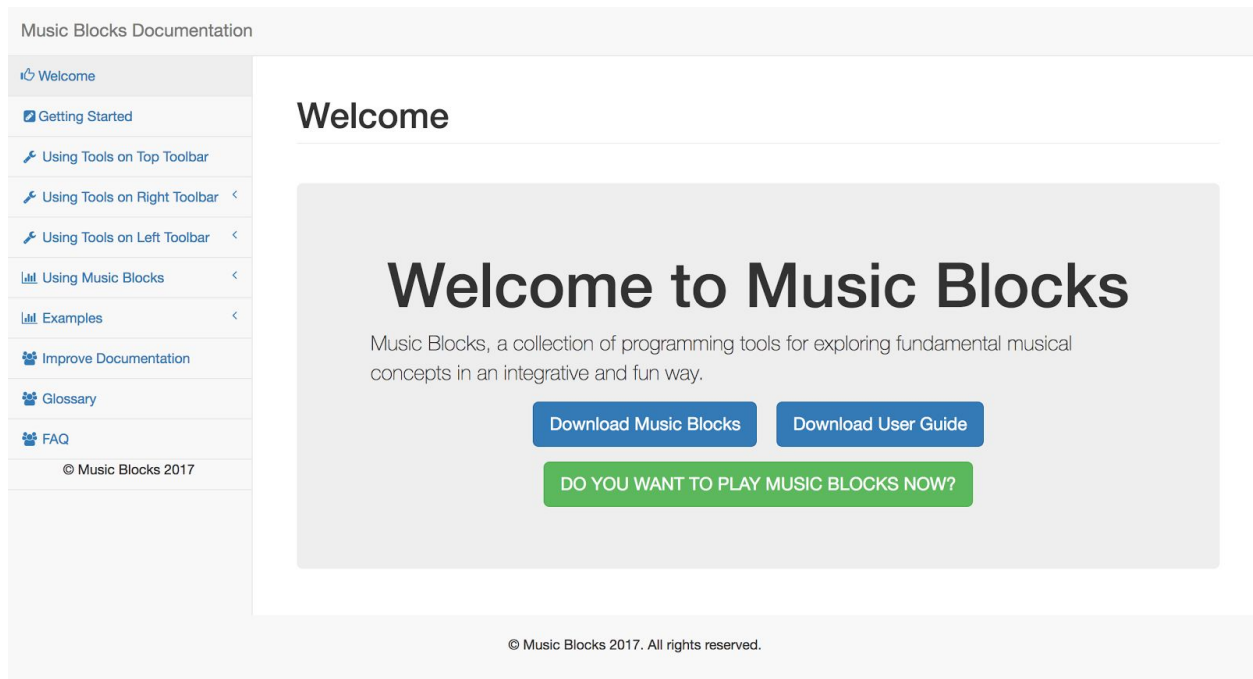 Music Blocks Documentation
Welcome
Getting Started
Using Tools on Top Toolbar
Using Tools on Right Toolbar
Using Tools on Left Toolbar
Using Music Blocks
Examples
Improve Documentation
Glossary
FAQ
© Music Blocks 2017
Welcome
Welcome to Music Blocks
Music Blocks, a collection of programming tools for exploring fundamental musical
concepts in an integrative and fun way.
Download Music Blocks
Download User Guide
DO YOU WANT TO PLAY MUSIC BLOCKS NOW?
© Music Blocks 2017. All rights reserved.